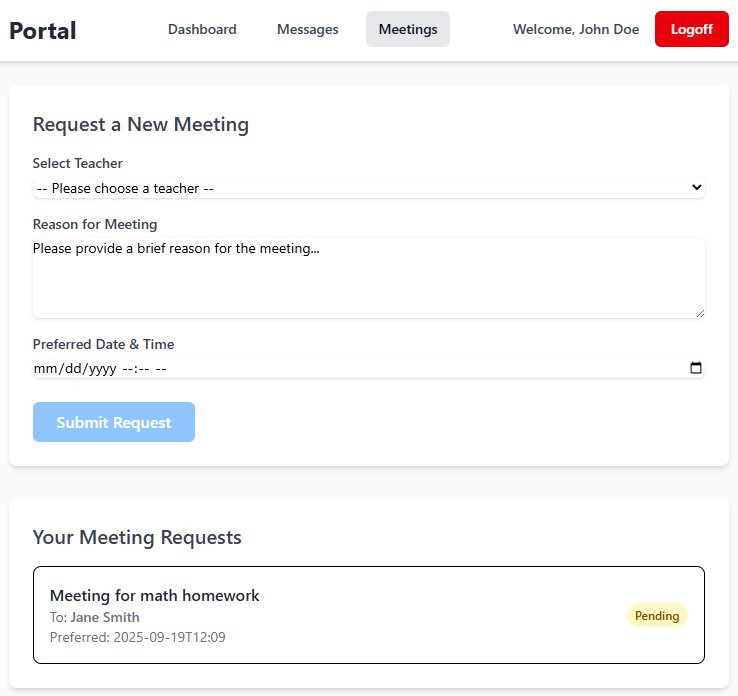 Portal Dashboard Messages Meetings Welcome, John Doe Logoff
Request a New Meeting
Select Teacher
-- Please choose a teacher --
Reason for Meeting
Please provide a brief reason for the meeting...
Preferred Date & Time
mm/dd/yyyy --:-- --
Submit Request
Your Meeting Requests
Meeting for math homework
To: Jane Smith
Pending
Preferred: 2025-09-19T12:09